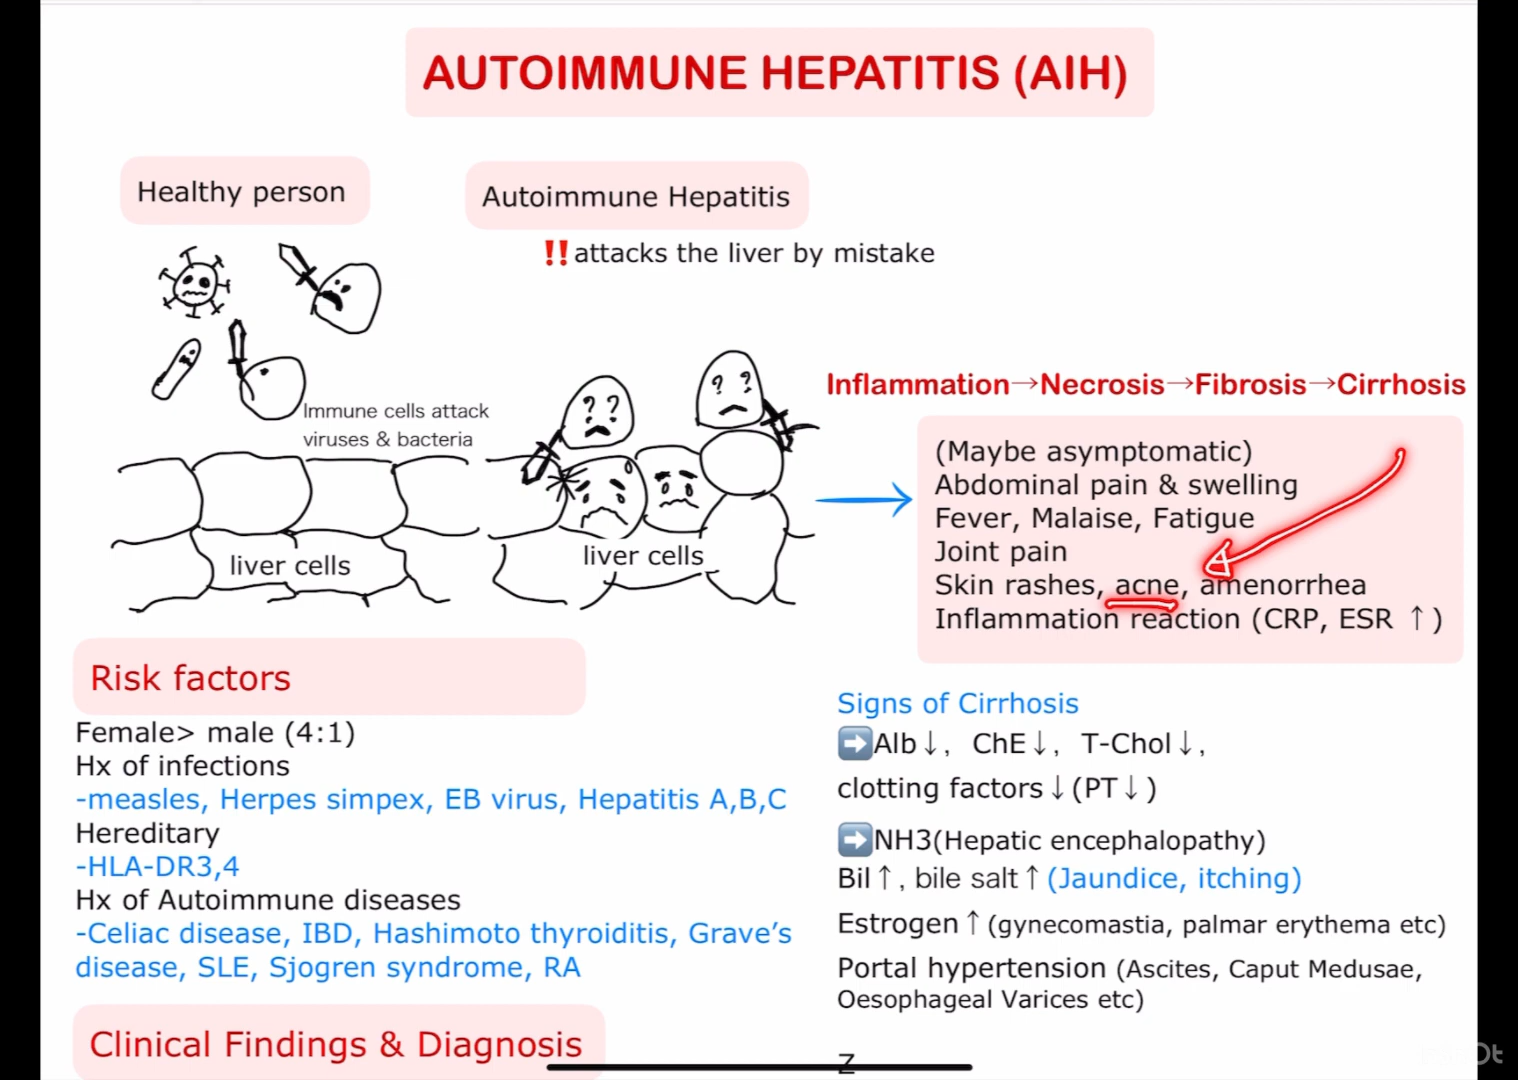 AUTOIMMUNE HEPATITIS (AIH)
Healthy person
Autoimmune Hepatitis
‼attacks the liver by mistake
Immune cells attack
viruses & bacteria
? ?
? ?
liver cells
liver cells
Inflammation→Necrosis→Fibrosis→Cirrhosis
(Maybe asymptomatic)
Abdominal pain & swelling
Fever, Malaise, Fatigue
Joint pain
Skin rashes, acne, amenorrhea
Inflammation reaction (CRP, ESR ↑)
Risk factors
Female> male (4:1)
Hx of infections
-measles, Herpes simpex, EB virus, Hepatitis A,B,C
Hereditary
-HLA-DR3,4
Hx of Autoimmune diseases
-Celiac disease, IBD, Hashimoto thyroiditis, Grave's
disease, SLE, Sjogren syndrome, RA
Clinical Findings & Diagnosis
Signs of Cirrhosis
➡Alb↓, ChE↓, T-Chol↓,
clotting factors↓(PT↓)
➡NH3(Hepatic encephalopathy)
Bil↑, bile salt↑(Jaundice, itching)
Estrogen↑(gynecomastia, palmar erythema etc)
Portal hypertension (Ascites, Caput Medusae,
Oesophageal Varices etc)